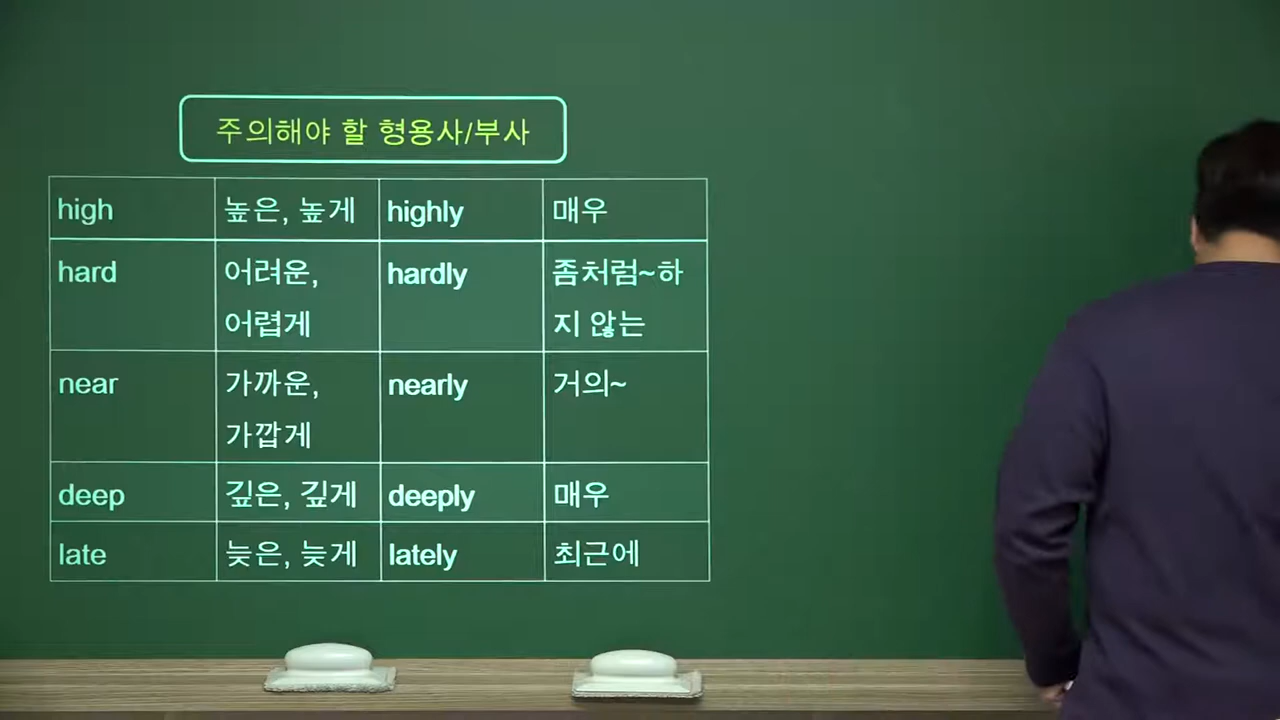 주의해야 할 형용사/부사
high 높은, 높게 highly 매우
hard 어려운, 어렵게 hardly 좀처럼~하지 않는
near 가까운, 가깝게 nearly 거의~
deep 깊은, 깊게 deeply 매우
late 늦은, 늦게 lately 최근에